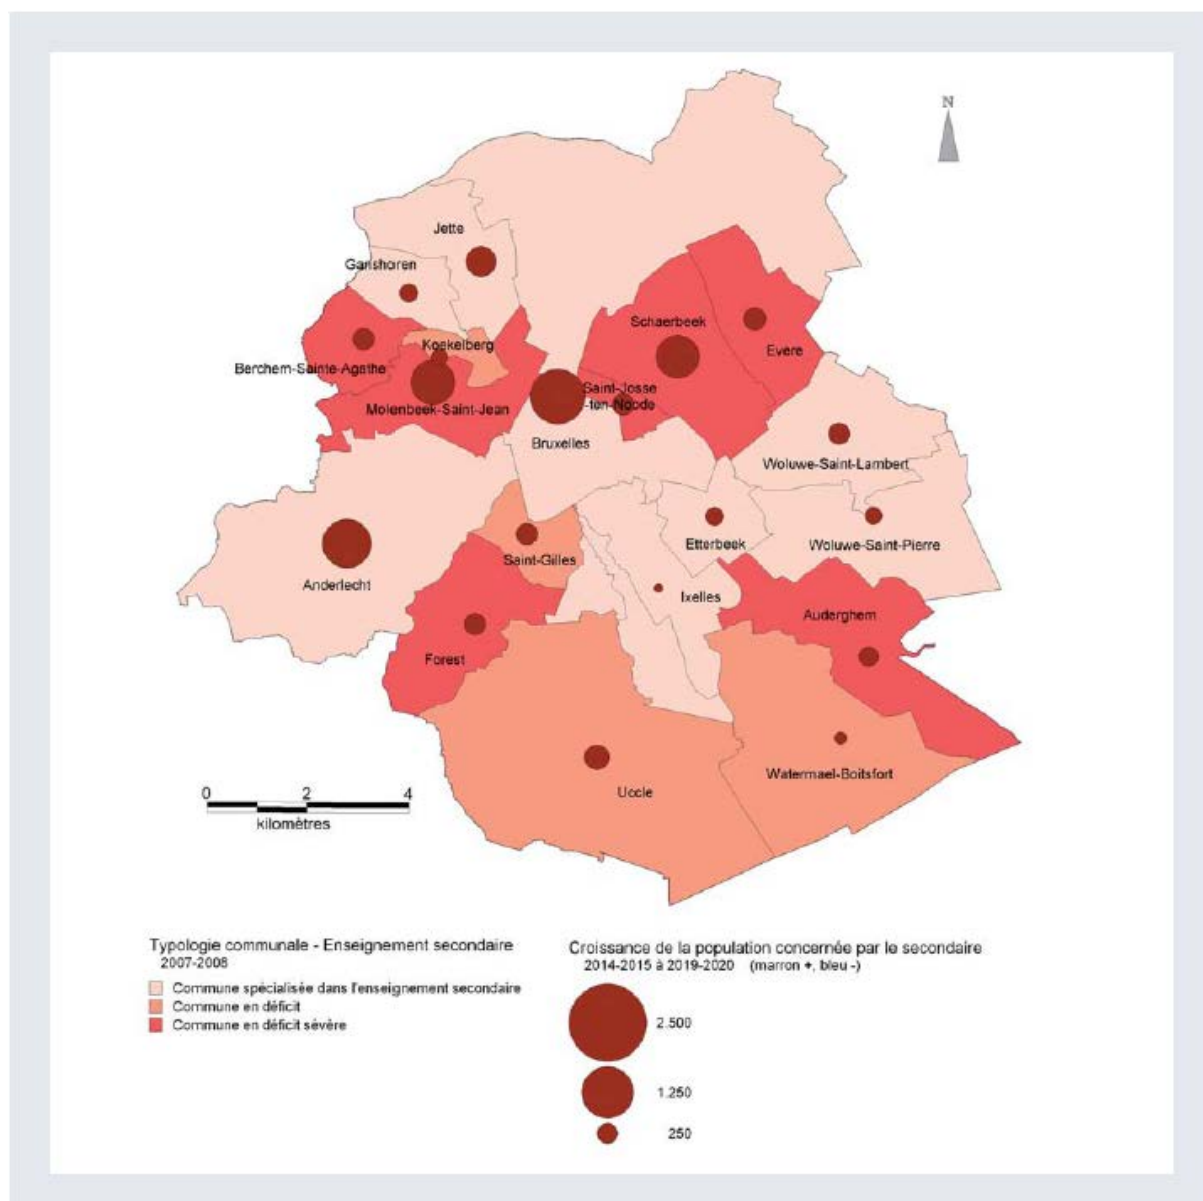 N
Jette
Ganshoren
Schaerbeek
Koekelberg
Evere
Berchem-Sainte-Agathe
Saint-Josse
-ten-Noode
Molenbeek-Saint-Jean
Bruxelles
Woluwe-Saint-Lambert
Etterbeek
Woluwe-Saint-Pierre
Saint-Gilles
Anderlecht
Ixelles
Auderghem
Forest
Watermael-Boitsfort
Uccle
0 2 4
kilomètres
Typologie communale - Enseignement secondaire
2007-2008
Commune spécialisée dans l'enseignement secondaire
Commune en déficit
Commune en déficit sévère
Croissance de la population concernée par le secondaire
2014-2015 à 2019-2020 (marron +, bleu -)
2.500
1.250
250